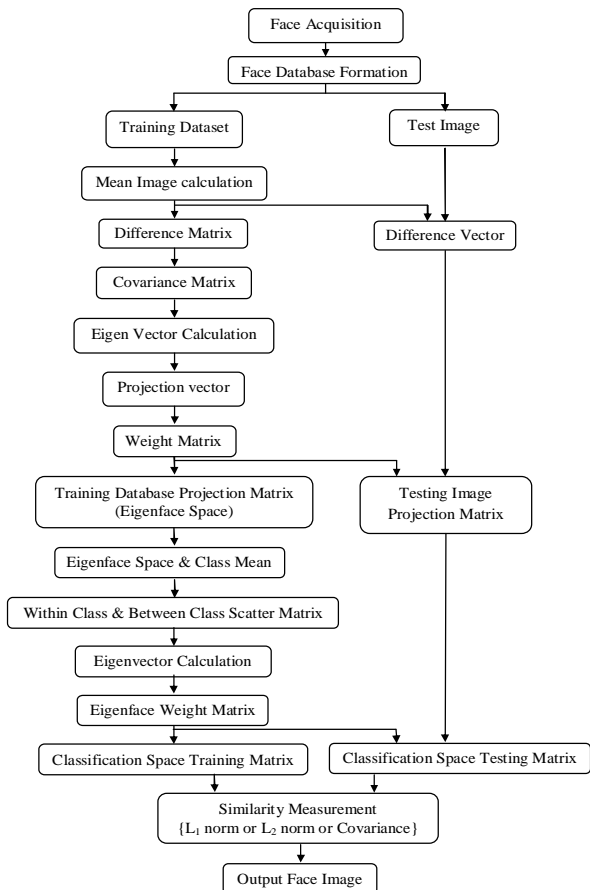 Face Acquisition
Face Database Formation
Training Dataset
Test Image
Mean Image calculation
Difference Matrix
Difference Vector
Covariance Matrix
Eigen Vector Calculation
Projection vector
Weight Matrix
Training Database Projection Matrix
(Eigenface Space)
Testing Image
Projection Matrix
Eigenface Space & Class Mean
Within Class & Between Class Scatter Matrix
Eigenvector Calculation
Eigenface Weight Matrix
Classification Space Training Matrix
Classification Space Testing Matrix
Similarity Measurement
{L₁ norm or L₂ norm or Covariance}
Output Face Image